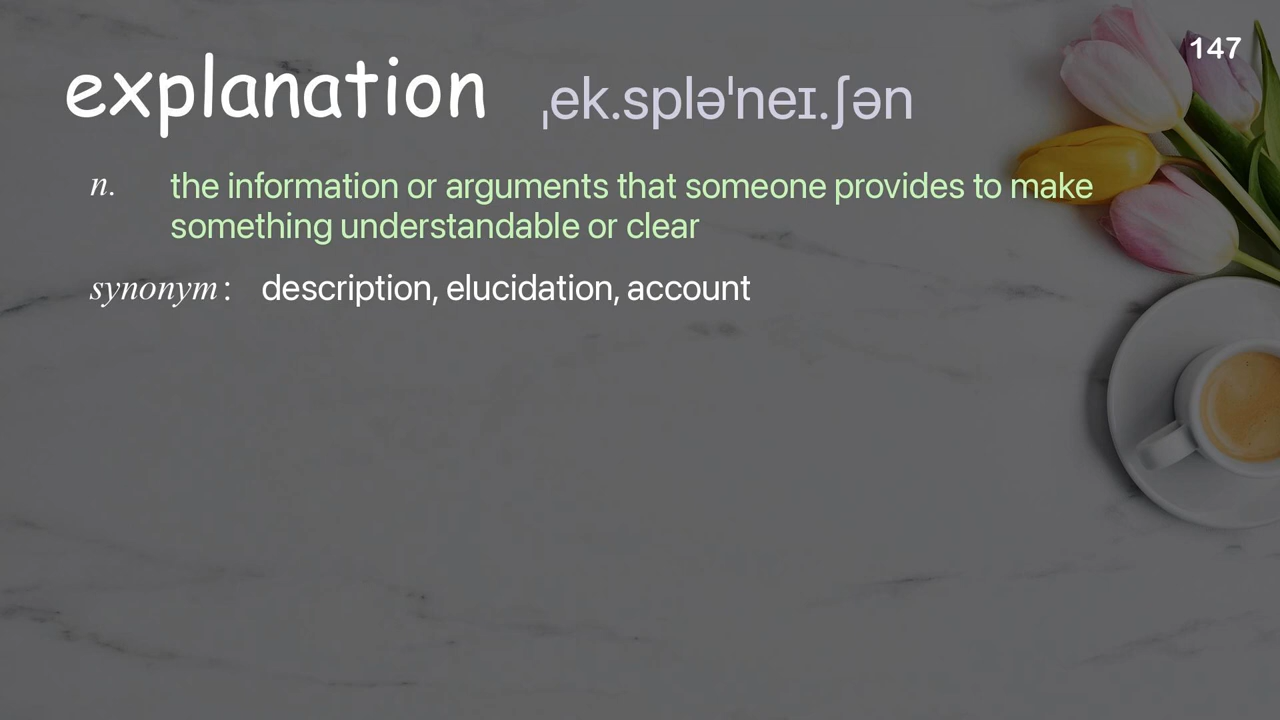 147
explanation ˌek.spləˈneɪ.ʃən
n. the information or arguments that someone provides to make
something understandable or clear
synonym: description, elucidation, account